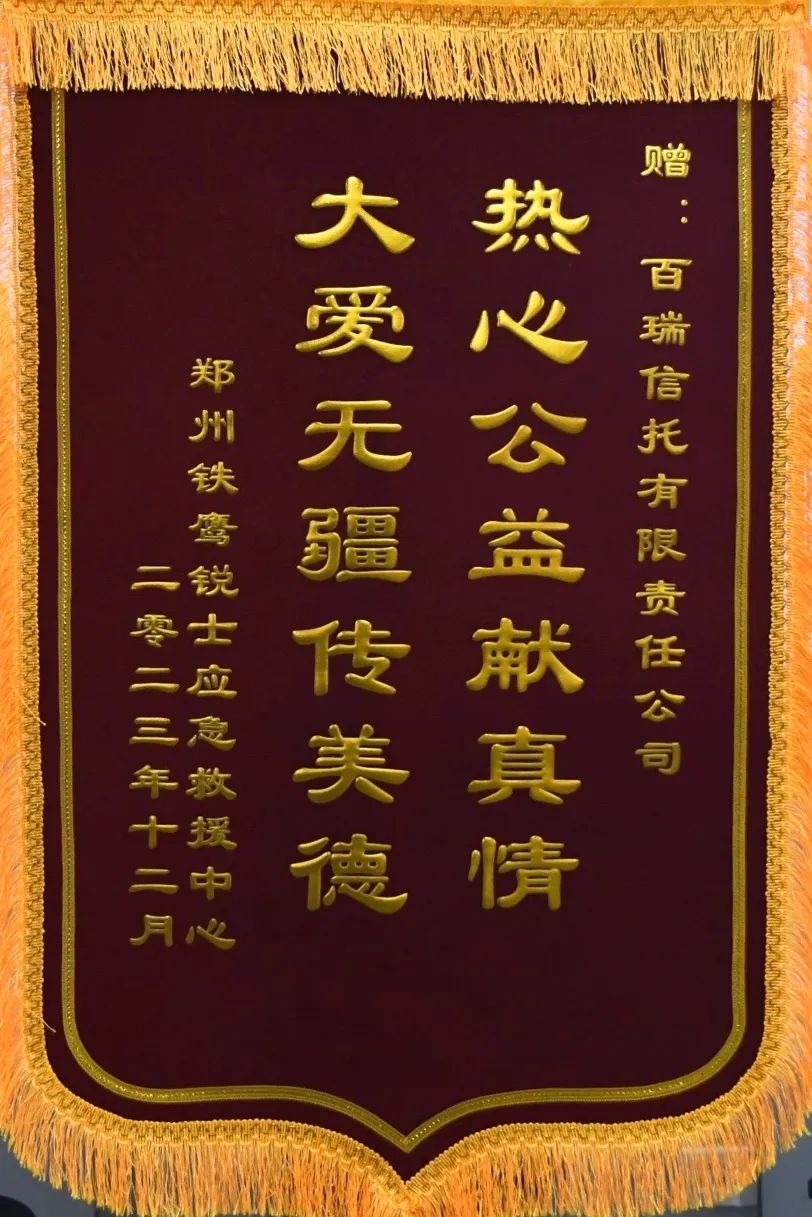 赠：百瑞信托有限责任公司
热心公益献真情
大爱无疆传美德
郑州铁鹰锐士应急救援中心
二零二三年十二月